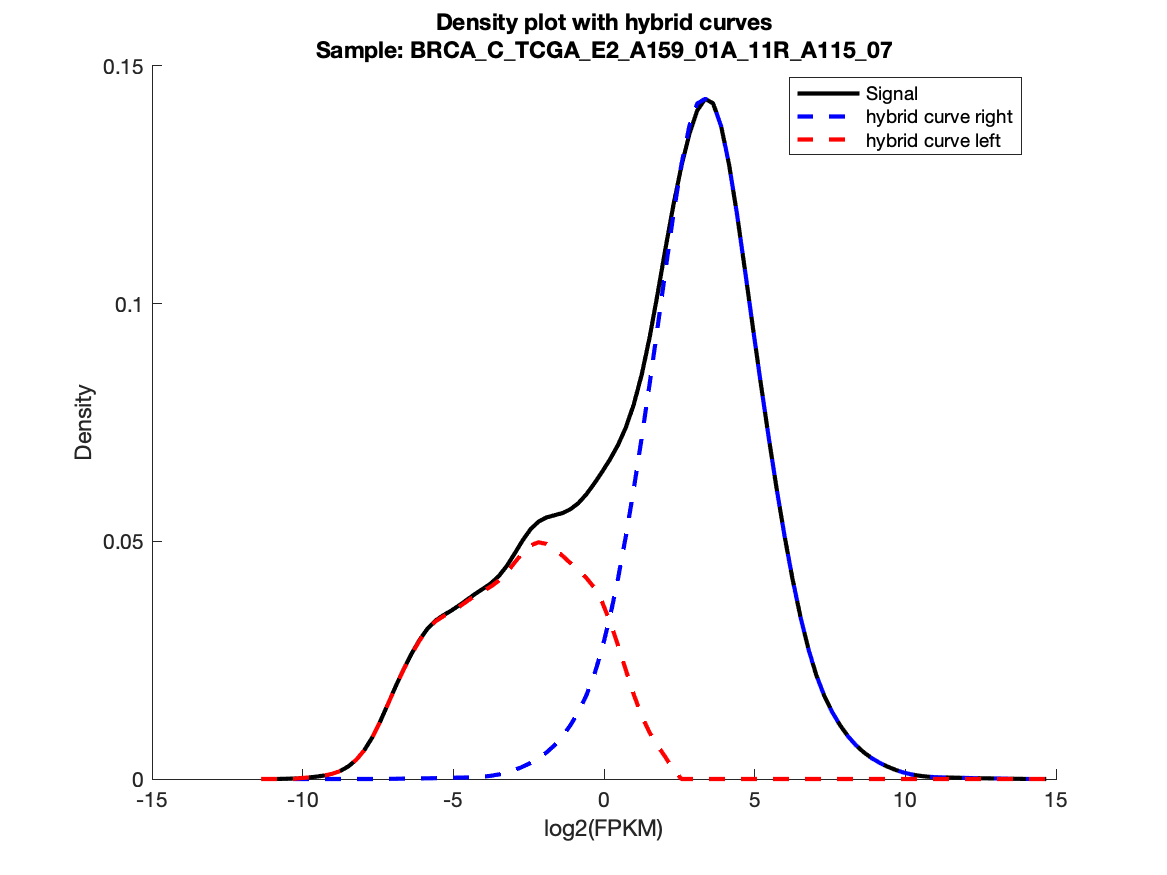 Density plot with hybrid curves
Sample: BRCA_C_TCGA_E2_A159_01A_11R_A115_07
Signal
hybrid curve right
hybrid curve left
0.15
0.1
0.05
0
Density
-15 -10 -5 0 5 10 15
log2(FPKM)